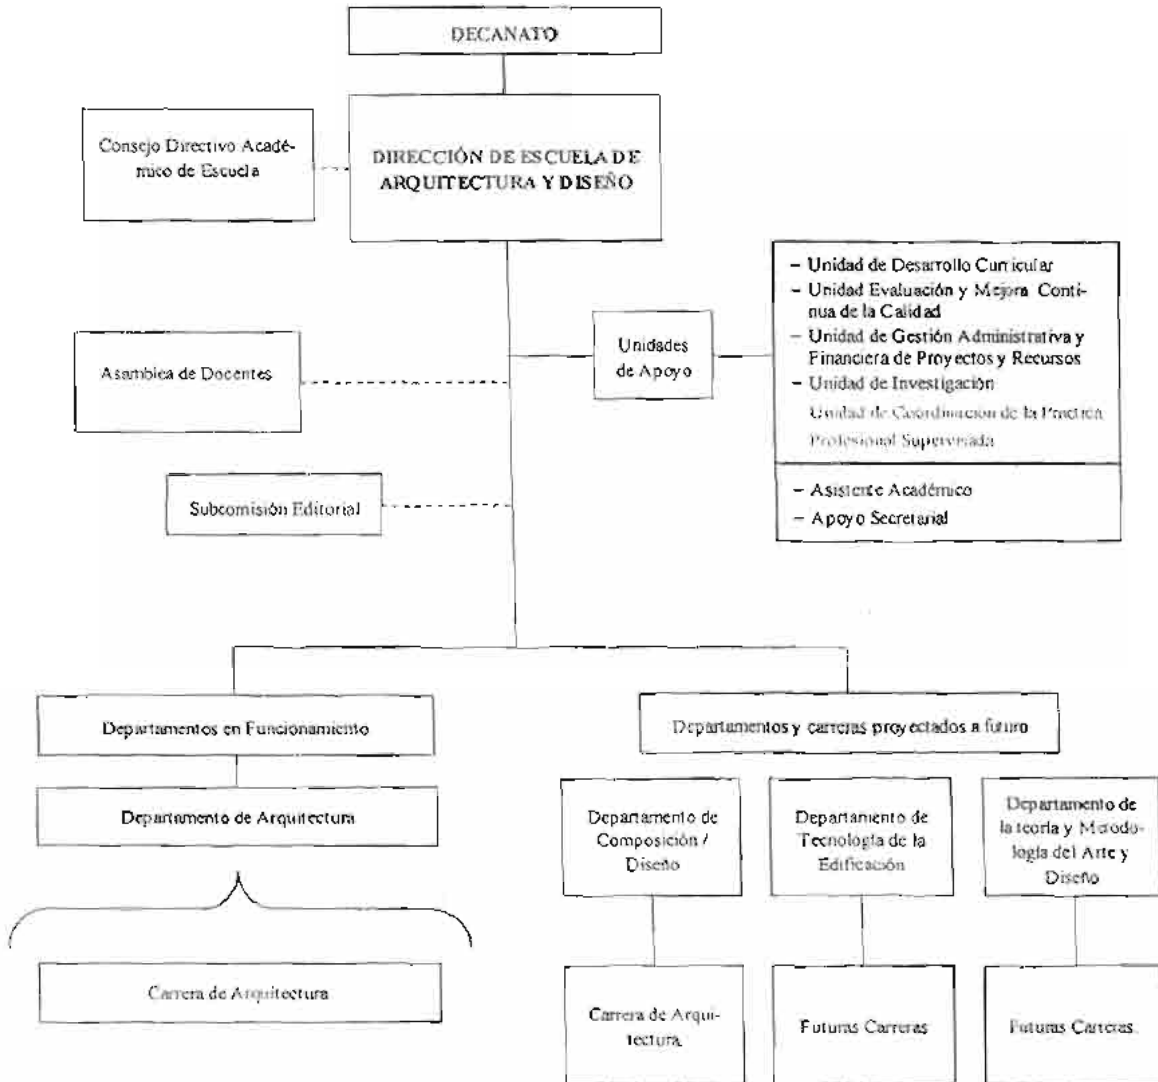 DECANATO
Consejo Directivo Acadé-
mico de Escuela
DIRECCIÓN DE ESCUELA DE
ARQUITECTURA Y DISEÑO
– Unidad de Desarrollo Curricular
– Unidad Evaluación y Mejora Contí-
nua de la Calidad
– Unidad de Gestión Administrativa y
Financiera de Proyectos y Recursos
– Unidad de Investigación
Unidad de Coordinación de la Practica
Profesional Supervisada
– Asistente Académico
– Apoyo Secretarial
Unidades
de Apoyo
Asamblea de Docentes
Subcomisión Editorial
Departamentos en Funcionamiento
Departamento de Arquitectura
Carrera de Arquitectura
Departamentos y carreras proyectados a futuro
Departamento de
Composición /
Diseño
Departamento de
Tecnología de la
Edificación
Departamento de
la teoría y Metodo-
logía del Arte y
Diseño
Carrera de Arqui-
tectura.
Futuras Carreras
Futuras Carreras.